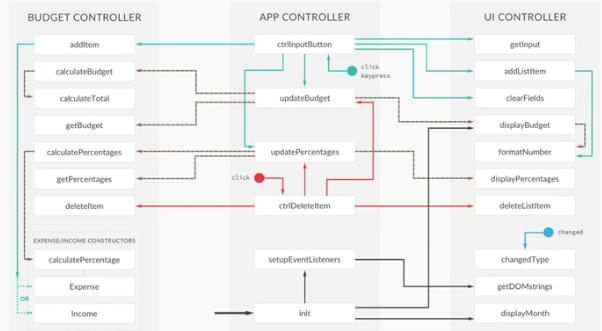 BUDGET CONTROLLER
addItem
calculateBudget
calculateTotal
getBudget
calculatePercentages
getPercentages
deleteItem
EXPENSE/INCOME CONSTRUCTORS
calculatePercentage
Expense
OR
Income
APP CONTROLLER
ctrlInputButton
click
keypress
updateBudget
updatePercentages
click
ctrlDeleteItem
setupEventListeners
init
UI CONTROLLER
getInput
addListItem
clearFields
displayBudget
formatNumber
displayPercentages
deleteListItem
changed
changedType
getDOMstrings
displayMonth